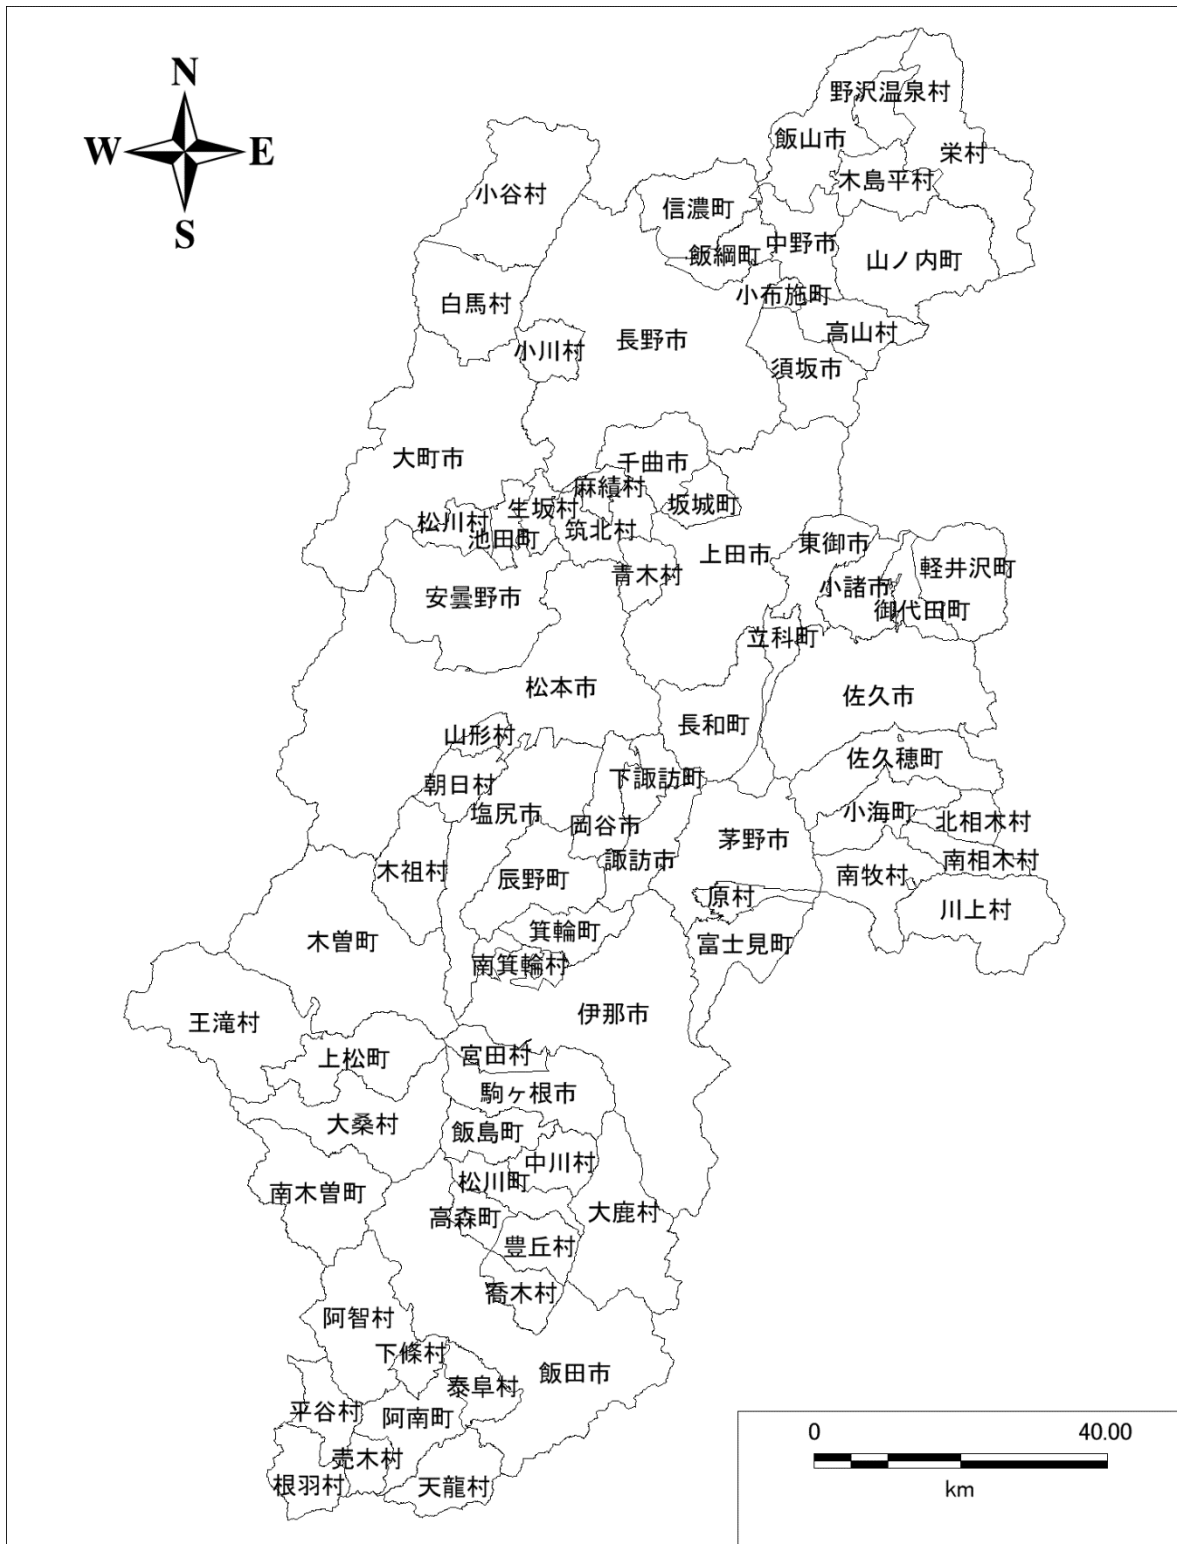 N
W
E
S
野沢温泉村
飯山市
栄村
木島平村
小谷村
信濃町
飯綱町
中野市
山ノ内町
小布施町
白馬村
高山村
長野市
小川村
須坂市
大町市
千曲市
麻績村
坂城町
生坂村
松川村
池田町
筑北村
上田市
東御市
軽井沢町
青木村
小諸市
安曇野市
御代田町
立科町
松本市
佐久市
長和町
山形村
佐久穂町
朝日村
下諏訪町
塩尻市
岡谷市
小海町
北相木村
茅野市
諏訪市
南相木村
木祖村
辰野町
南牧村
原村
川上村
箕輪町
木曽町
富士見町
南箕輪村
王滝村
伊那市
上松町
宮田村
駒ヶ根市
大桑村
飯島町
中川村
南木曽町
松川町
高森町
大鹿村
豊丘村
喬木村
阿智村
下條村
飯田市
泰阜村
平谷村
阿南町
売木村
根羽村
天龍村
0
40.00
km